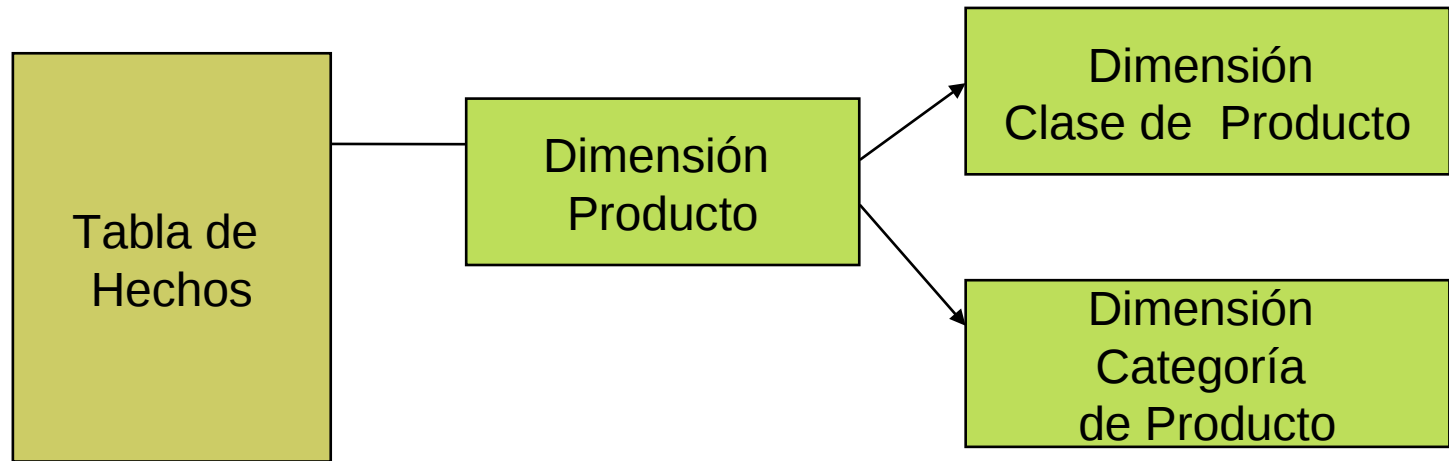 Tabla de
Hechos
Dimensión
Producto
Dimensión
Clase de  Producto
Dimensión
Categoría
de Producto